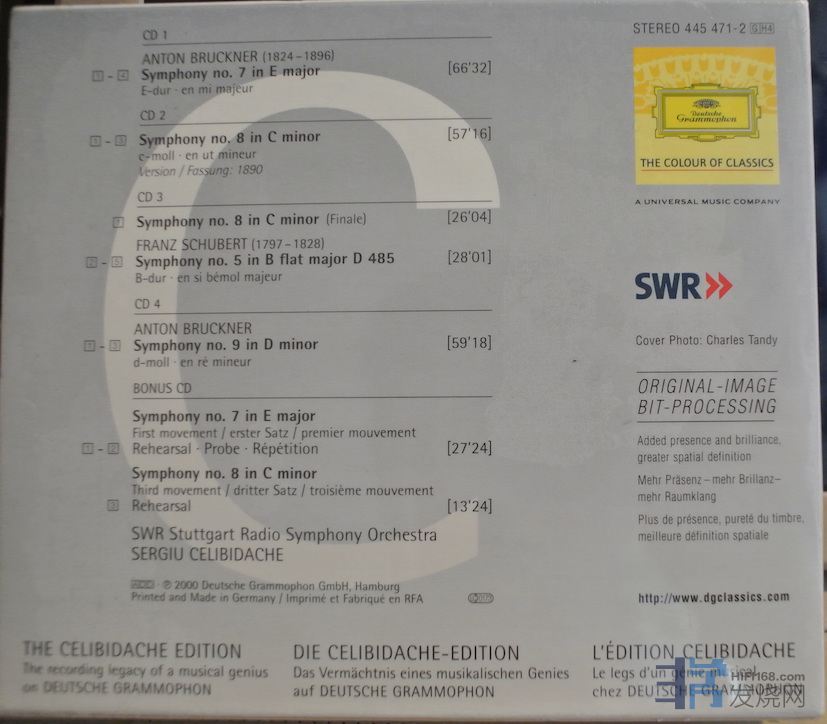 CD 1
ANTON BRUCKNER (1824–1896)
1 - 4 Symphony no. 7 in E major [66'32]
E-dur · en mi majeur
CD 2
1 - 3 Symphony no. 8 in C minor [57'16]
c-moll · en ut mineur
Version / Fassung: 1890
CD 3
1 Symphony no. 8 in C minor (Finale) [26'04]
FRANZ SCHUBERT (1797–1828)
2 - 5 Symphony no. 5 in B flat major D 485 [28'01]
B-dur · en si bémol majeur
CD 4
ANTON BRUCKNER
1 - 3 Symphony no. 9 in D minor [59'18]
d-moll · en ré mineur
BONUS CD
Symphony no. 7 in E major
First movement / erster Satz / premier mouvement
1 - 2 Rehearsal · Probe · Répétition [27'24]
Symphony no. 8 in C minor
Third movement / dritter Satz / troisième mouvement
3 Rehearsal [13'24]
SWR Stuttgart Radio Symphony Orchestra
SERGIU CELIBIDACHE
ADD · ℗ 2000 Deutsche Grammophon GmbH, Hamburg
Printed and Made in Germany / Imprimé et Fabriqué en RFA
STEREO 445 471-2 GH4
Deutsche
Grammophon
THE COLOUR OF CLASSICS
A UNIVERSAL MUSIC COMPANY
SWR
Cover Photo: Charles Tandy
ORIGINAL-IMAGE
BIT-PROCESSING
Added presence and brilliance,
greater spatial definition
Mehr Präsenz – mehr Brillanz–
mehr Raumklang
Plus de présence, pureté du timbre,
meilleure définition spatiale
http://www.dgclassics.com
THE CELIBIDACHE EDITION
The recording legacy of a musical genius
on DEUTSCHE GRAMMOPHON
DIE CELIBIDACHE-EDITION
Das Vermächtnis eines musikalischen Genies
auf DEUTSCHE GRAMMOPHON
L'ÉDITION CELIBIDACHE
Le legs d'un génie musical
chez DEUTSCHE GRAMMOPHON
HIFI168.com
发烧网